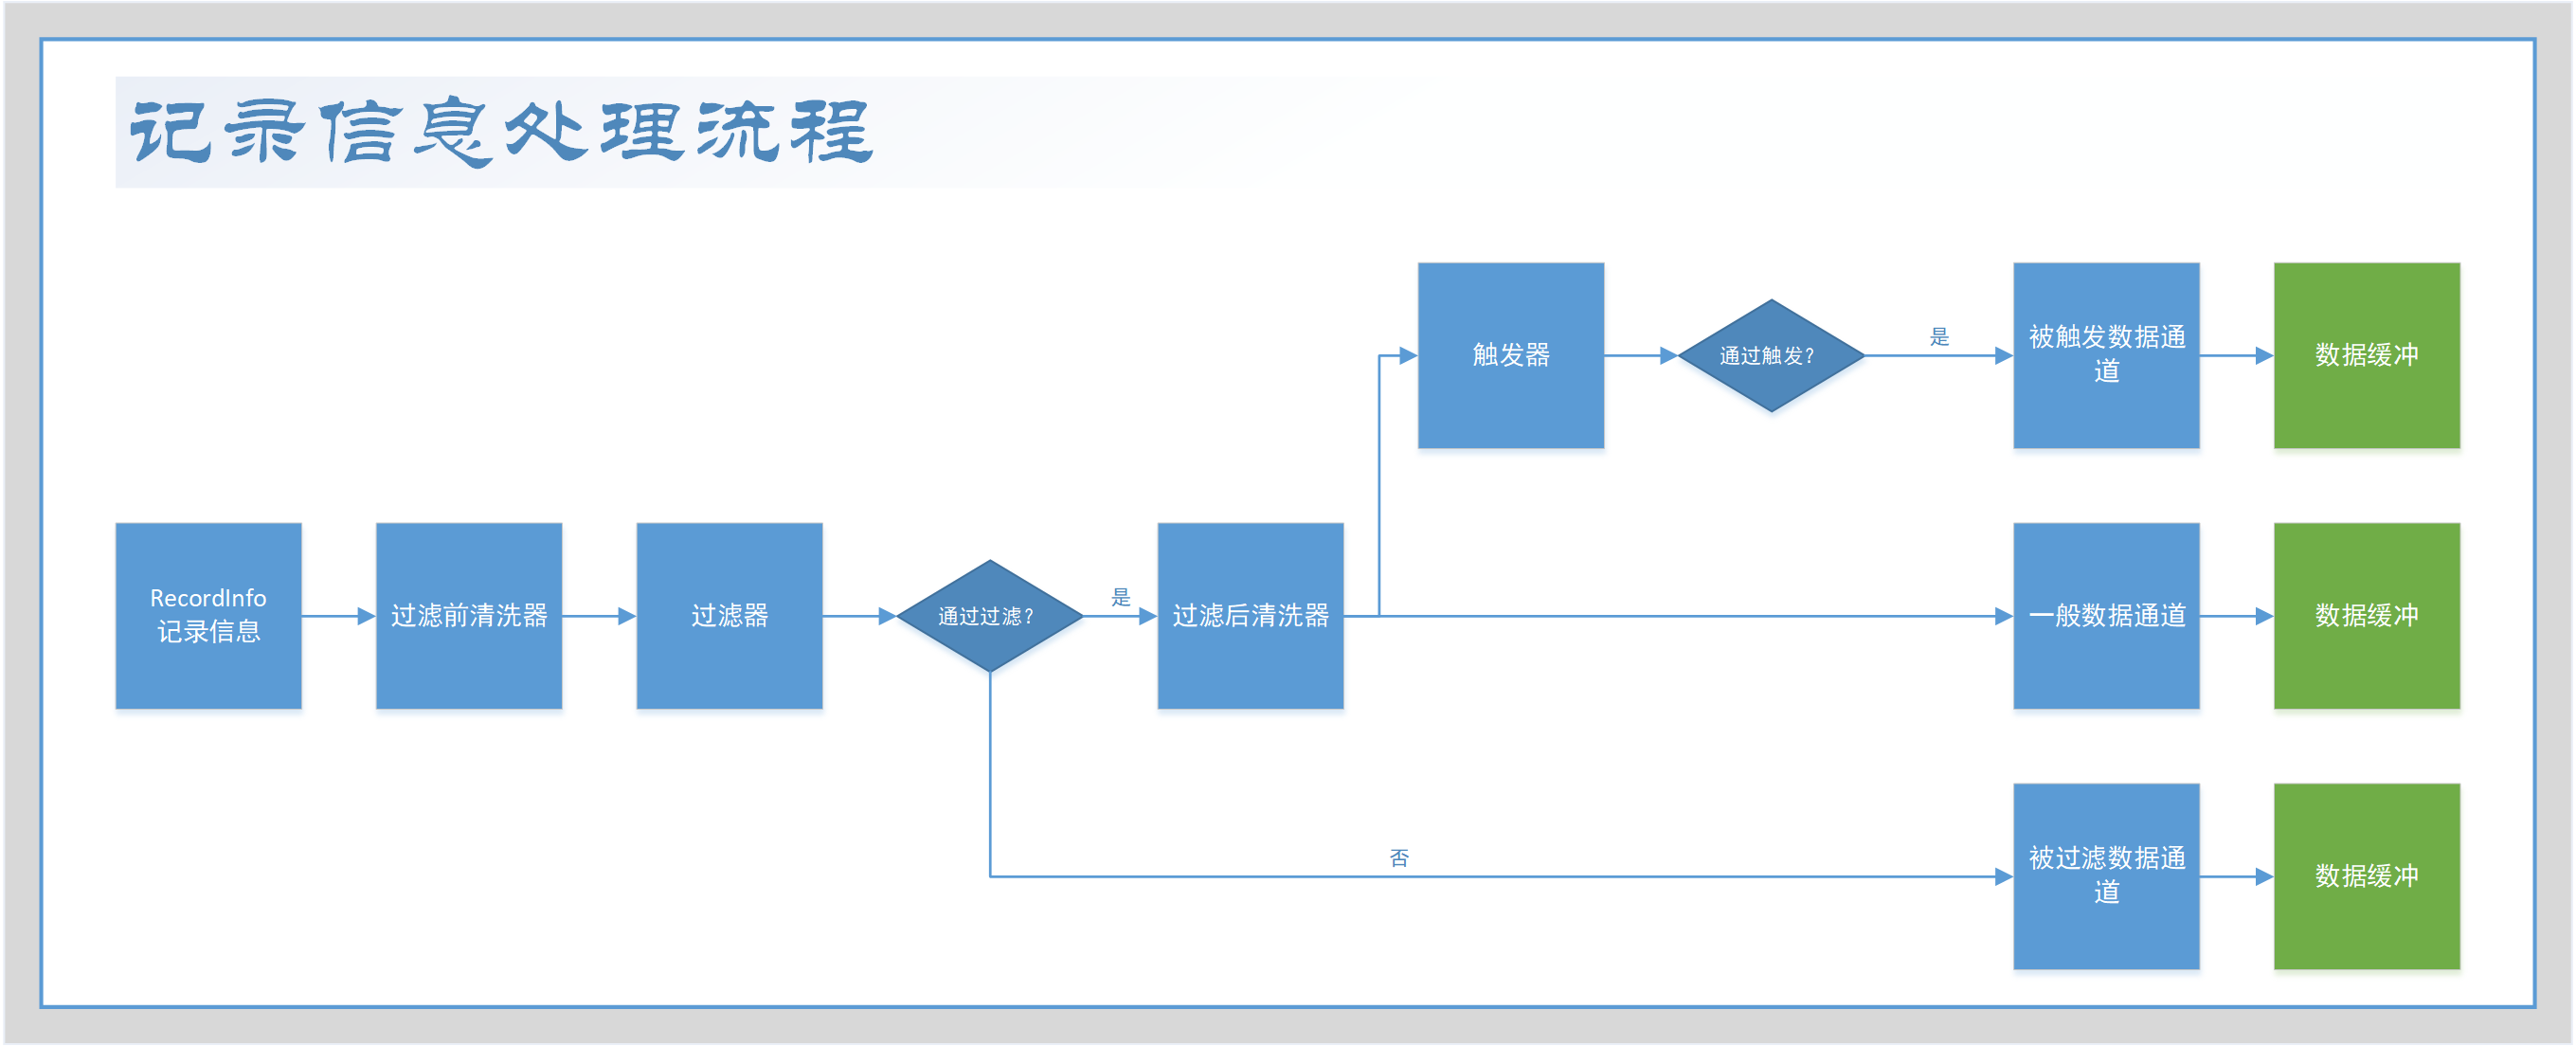 记录信息处理流程
触发器
通过触发?
是
被触发数据通
道
数据缓冲
RecordInfo
记录信息
过滤前清洗器
过滤器
通过过滤?
是
过滤后清洗器
一般数据通道
数据缓冲
否
被过滤数据通
道
数据缓冲